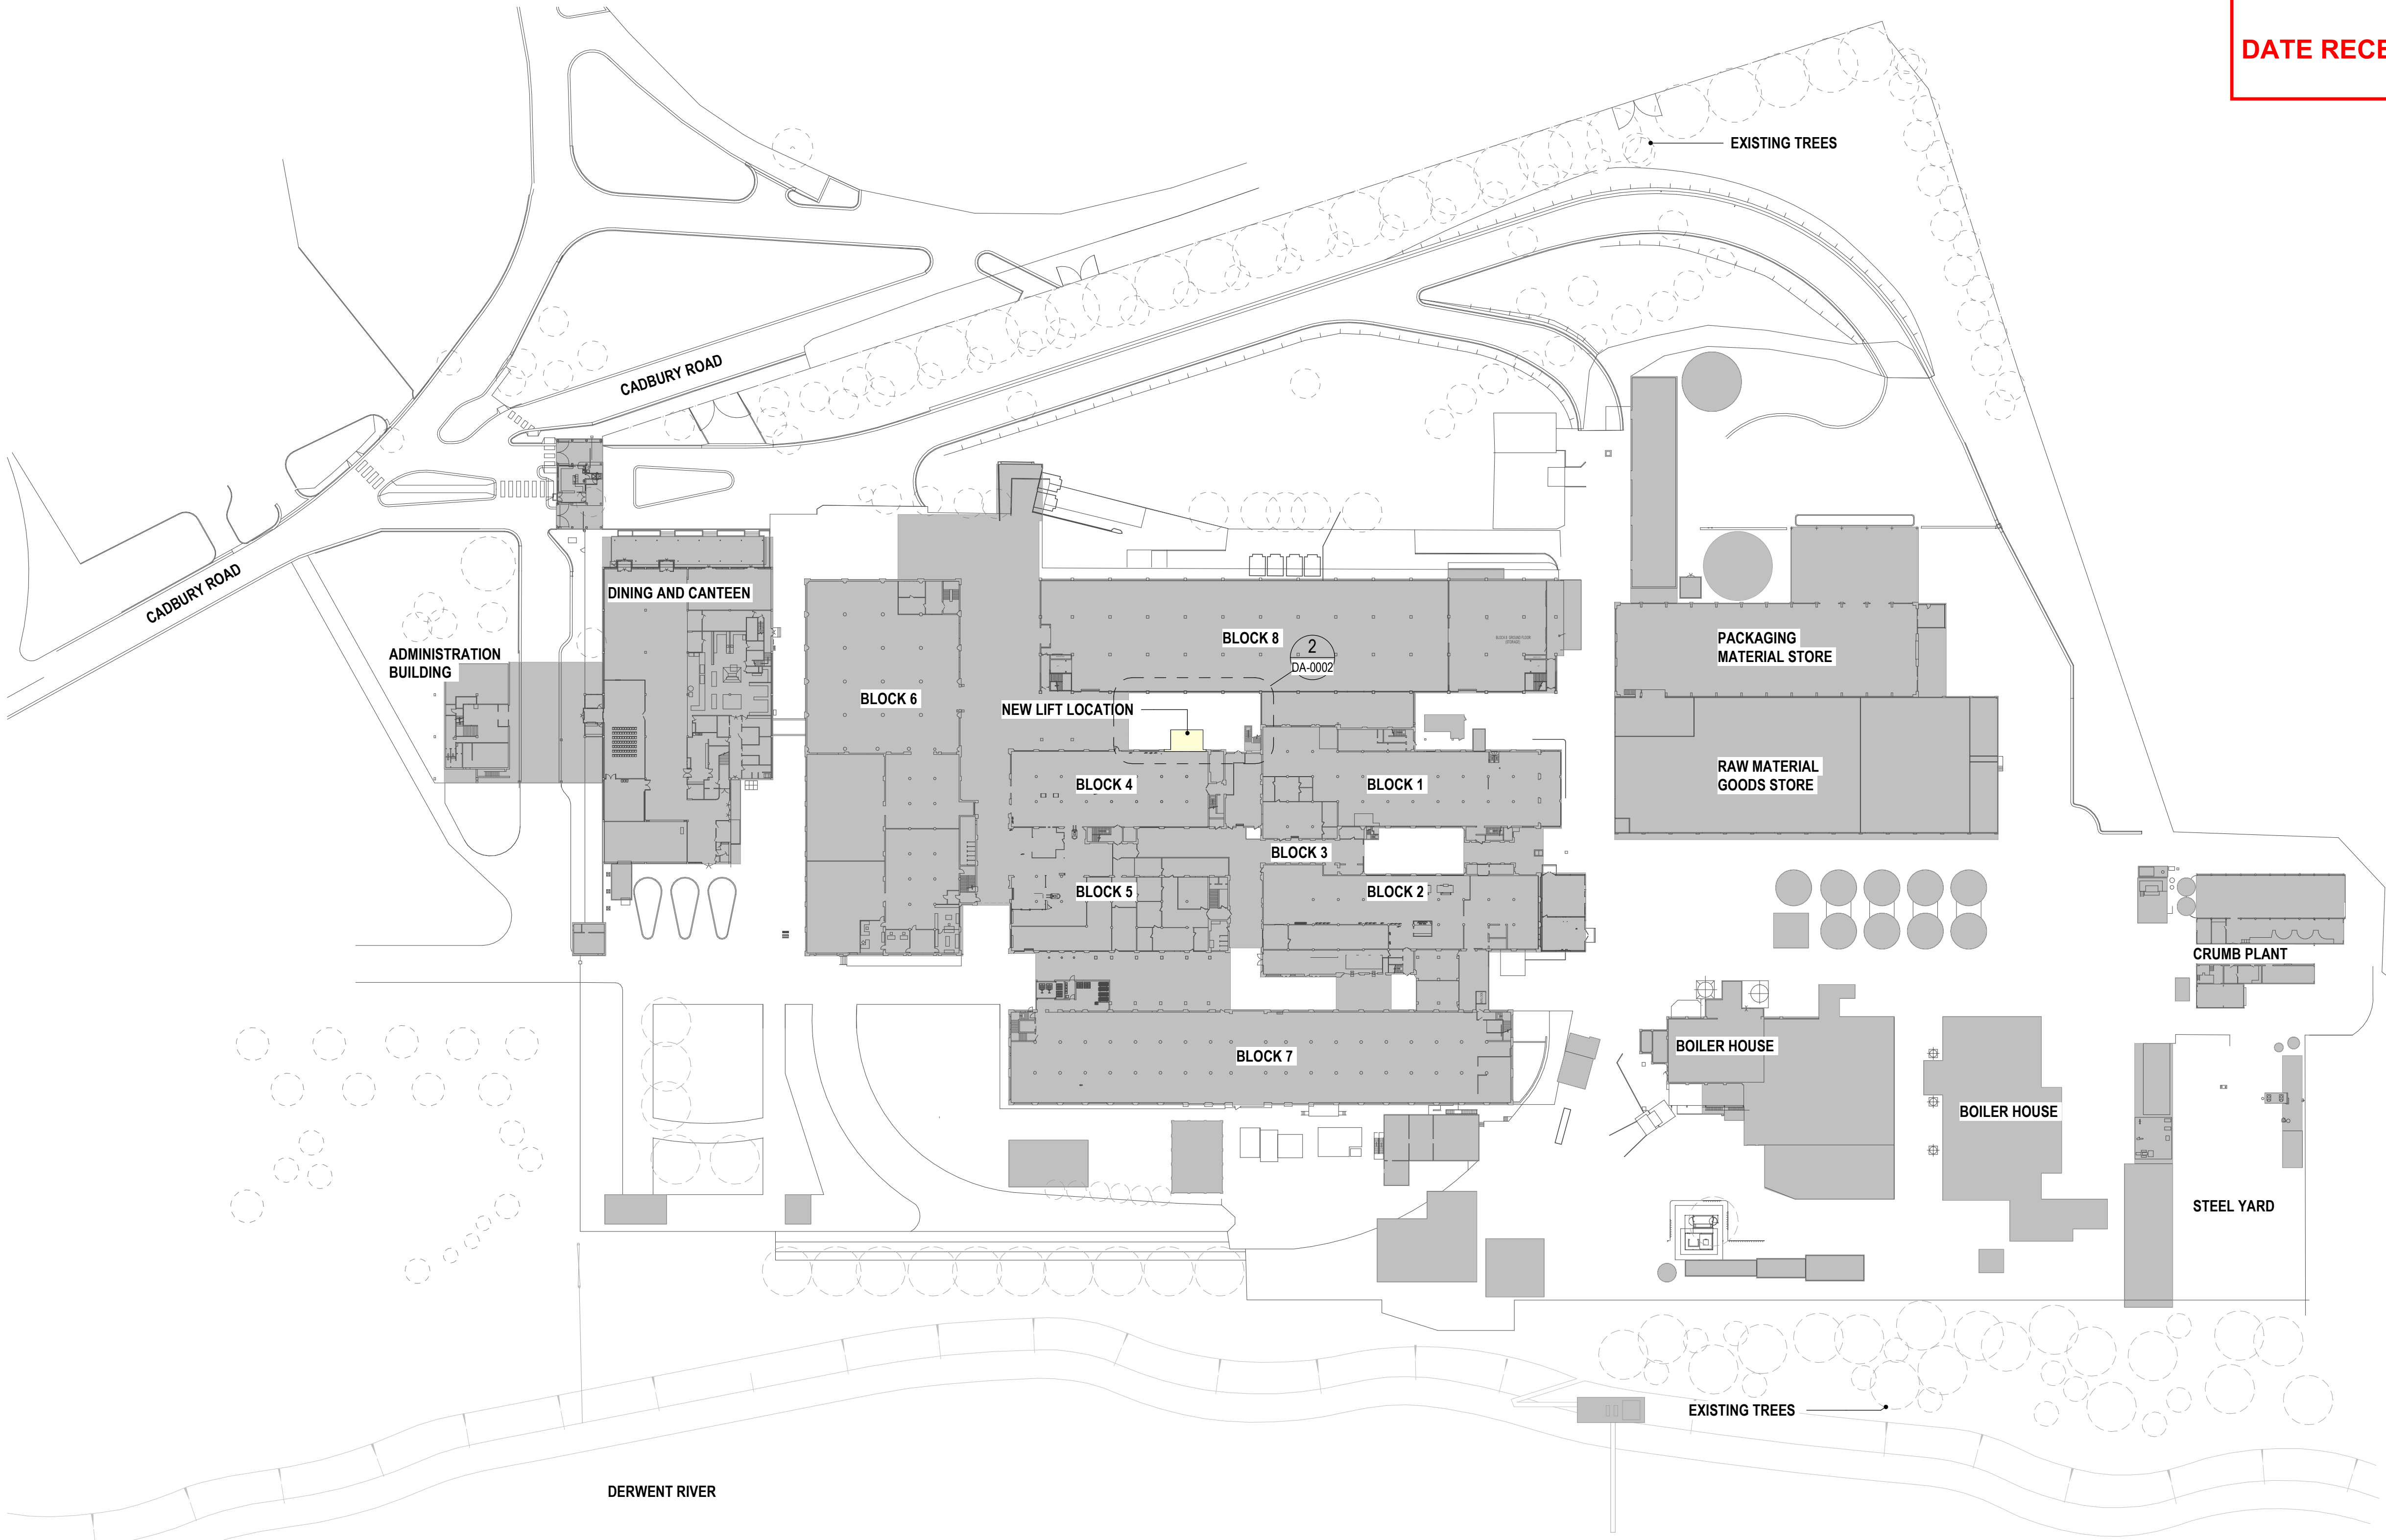 DATE RECE
EXISTING TREES
CADBURY ROAD
CADBURY ROAD
DINING AND CANTEEN
ADMINISTRATION
BUILDING
BLOCK 8
2
DA-0002
BLOCK 6
NEW LIFT LOCATION
PACKAGING
MATERIAL STORE
BLOCK 4
BLOCK 1
RAW MATERIAL
GOODS STORE
BLOCK 3
BLOCK 5
BLOCK 2
CRUMB PLANT
BLOCK 7
BOILER HOUSE
BOILER HOUSE
STEEL YARD
EXISTING TREES
DERWENT RIVER